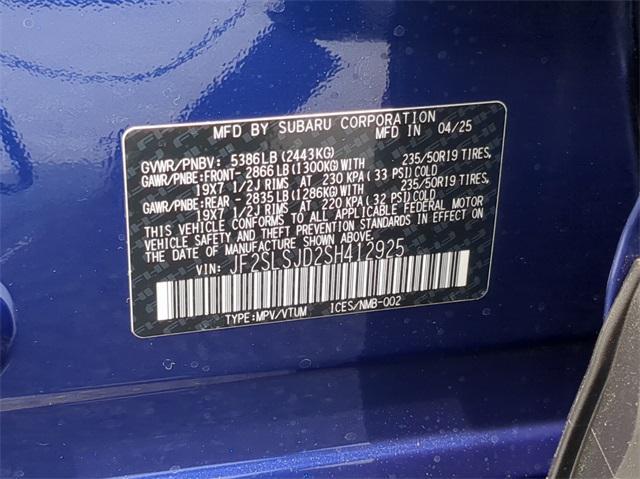 MFD BY SUBARU CORPORATION
MFD IN 04/25
GVWR/PNBV: 5386LB(2443KG)
GAWR/PNBE:FRONT- 2866LB(1300KG)WITH 235/50R19 TIRES,
19X7 1/2J RIMS AT 230 KPA(33 PSI)COLD
GAWR/PNBE:REAR - 2835LB(1286KG)WITH 235/50R19 TIRES,
19X7 1/2J RIMS AT 220 KPA(32 PSI)COLD
THIS VEHICLE CONFORMS TO ALL APPLICABLE FEDERAL MOTOR
VEHICLE SAFETY AND THEFT PREVENTION STANDARDS IN EFFECT
ON THE DATE OF MANUFACTURE SHOWN ABOVE.
VIN: JF2SLSJD2SH412925
TYPE:MPV/VTUM ICES/NMB-002